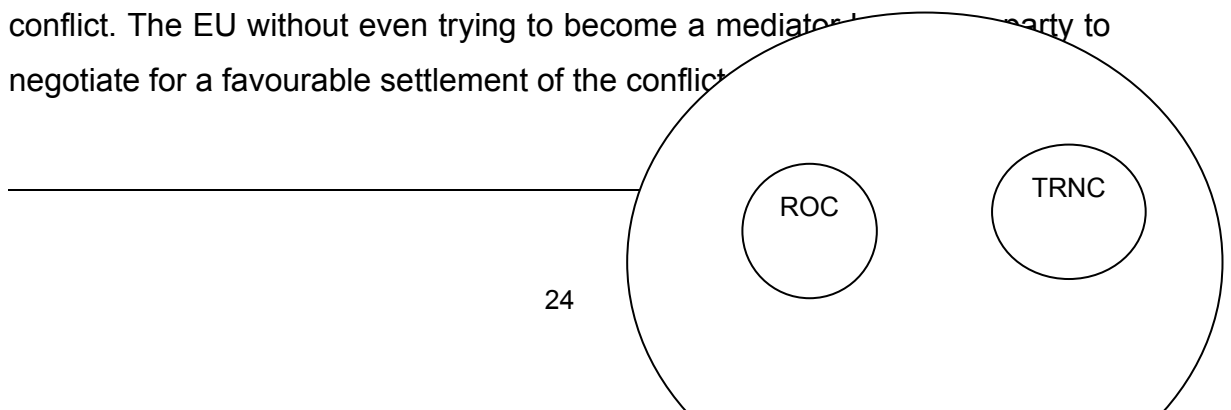 conflict. The EU without even trying to become a mediator party to
negotiate for a favourable settlement of the conflict
TRNC
ROC
24